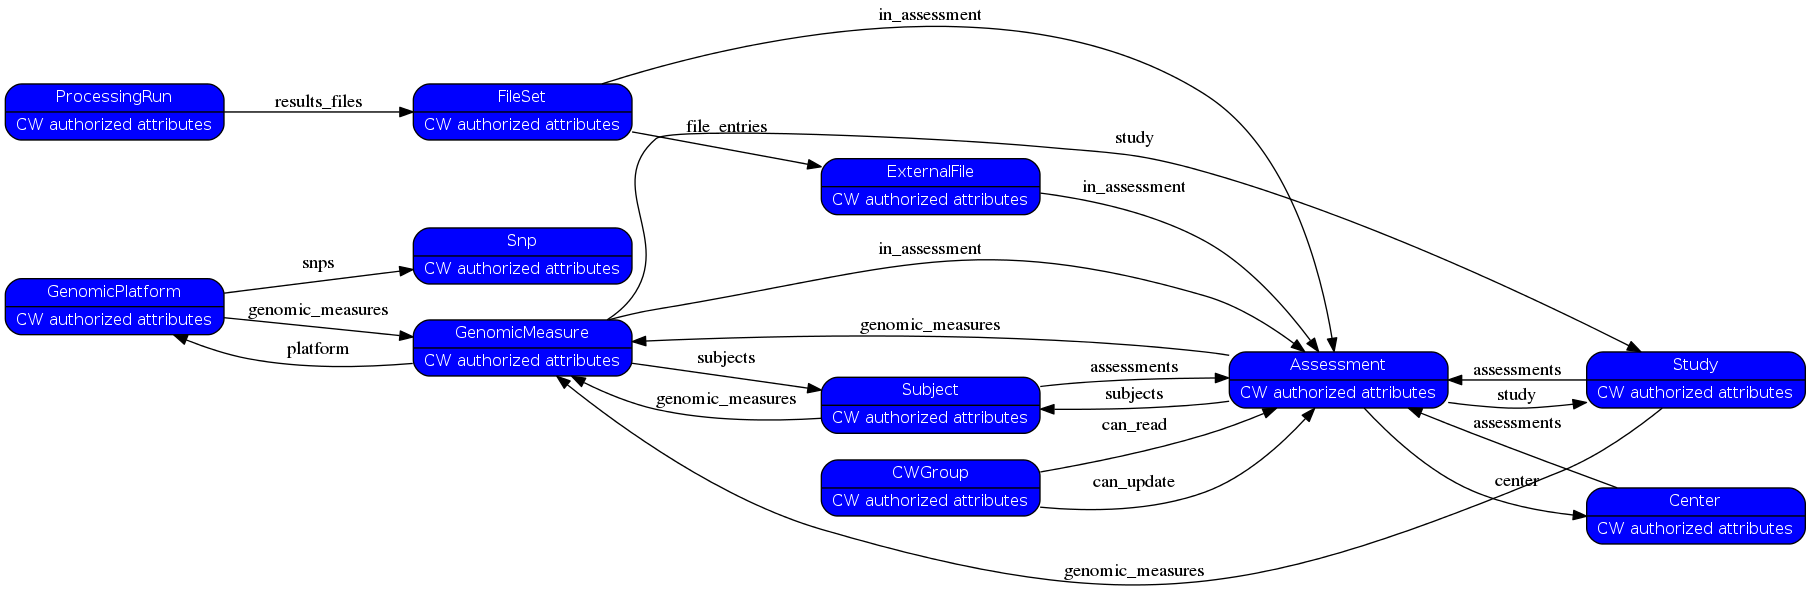 in_assessment
ProcessingRun
CW authorized attributes
results_files
FileSet
CW authorized attributes
file_entries
study
ExternalFile
CW authorized attributes
in_assessment
Snp
CW authorized attributes
snps
in_assessment
GenomicPlatform
CW authorized attributes
genomic_measures
platform
GenomicMeasure
CW authorized attributes
genomic_measures
subjects
genomic_measures
Subject
CW authorized attributes
assessments
subjects
Assessment
CW authorized attributes
assessments
study
Study
CW authorized attributes
can_read
assessments
CWGroup
CW authorized attributes
can_update
center
Center
CW authorized attributes
genomic_measures